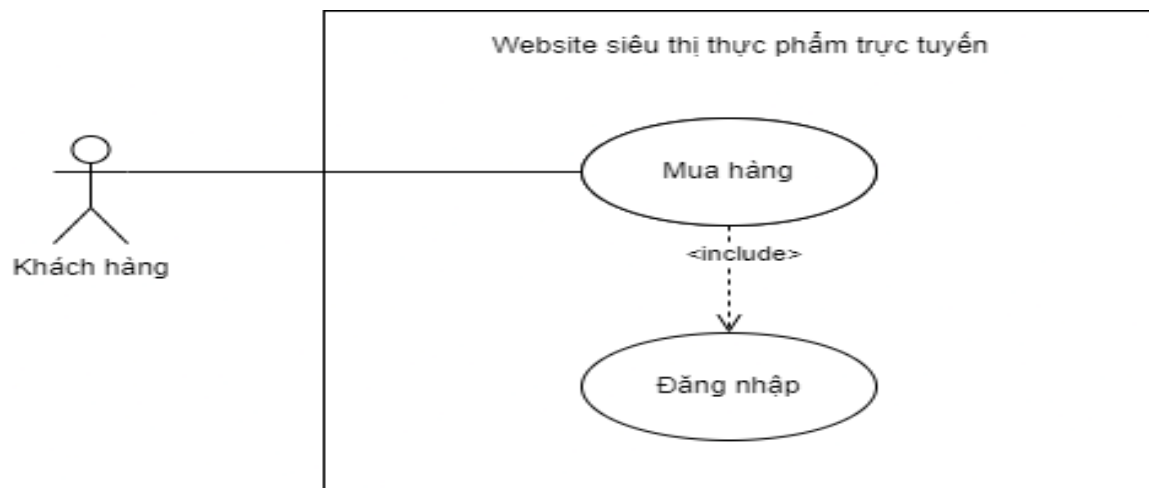 Website siêu thị thực phẩm trực tuyến
Mua hàng
<include>
Khách hàng
Đăng nhập